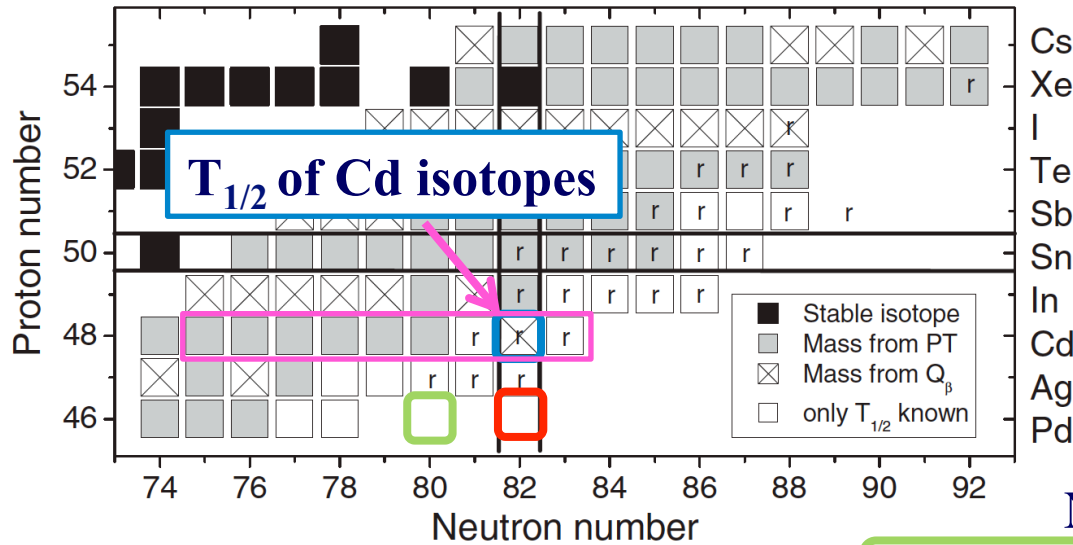 Proton number
Cs
54 r Xe
r I
52 r r r Te
T1/2 of Cd isotopes
r r r r Sb
50 r r r r r r Sn
r r r r r In
48 r r r Cd
r r r Ag
46 Pd
Stable isotope
Mass from PT
Mass from Qβ
only T1/2 known
74 76 78 80 82 84 86 88 90 92
Neutron number